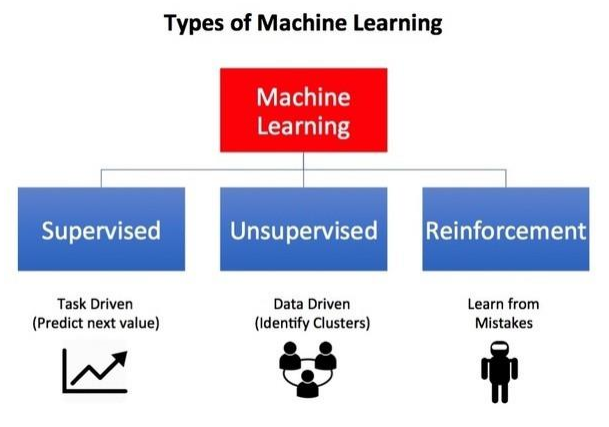 Types of Machine Learning
Machine
Learning
Supervised
Unsupervised
Reinforcement
Task Driven
(Predict next value)
Data Driven
(Identify Clusters)
Learn from
Mistakes